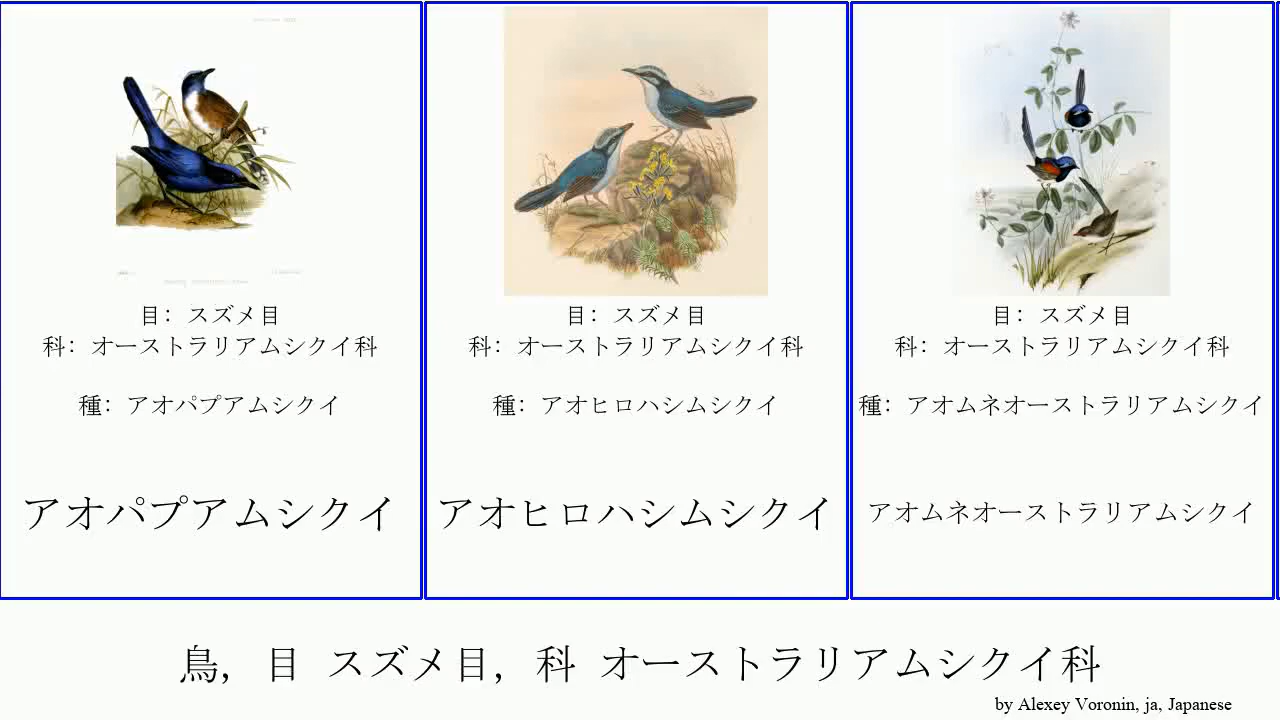 目: スズメ目
科: オーストラリアムシクイ科
種: アオパプアムシクイ
アオパプアムシクイ
目: スズメ目
科: オーストラリアムシクイ科
種: アオヒロハシムシクイ
アオヒロハシムシクイ
目: スズメ目
科: オーストラリアムシクイ科
種: アオムネオーストラリアムシクイ
アオムネオーストラリアムシクイ
鳥, 目 スズメ目, 科 オーストラリアムシクイ科
by Alexey Voronin, ja, Japanese